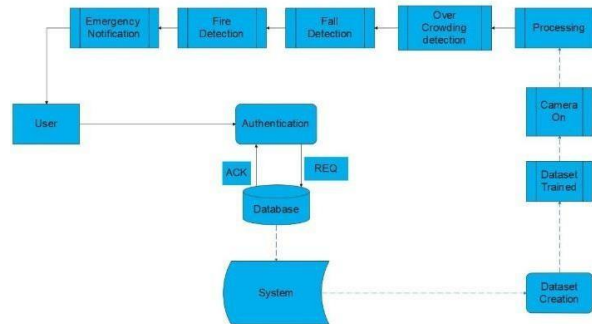 Emergency
Notification
Fire
Detection
Fall
Detection
Over
Crowding
detection
Processing
User
Authentication
Camera
On
ACK
REQ
Dataset
Trained
Database
System
Dataset
Creation